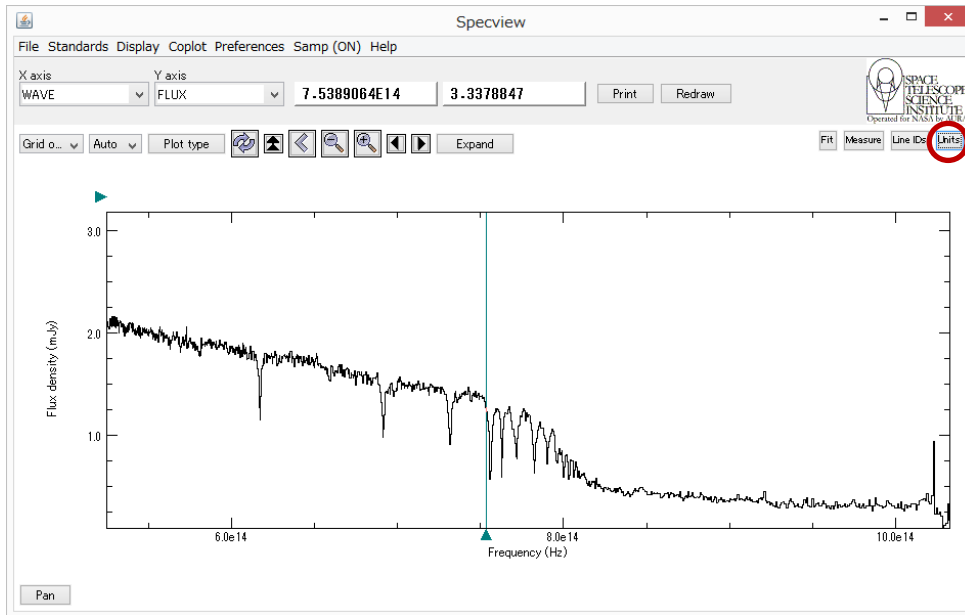 Specview
File Standards Display Coplot Preferences Samp (ON) Help
X axis Y axis
WAVE FLUX 7.5389064E14 3.3378847 Print Redraw
SPACE
TELESCOPE
SCIENCE
INSTITUTE
Operated for NASA by AURA
Grid o... Auto Plot type Expand Fit Measure Line IDs Units
3.0
2.0
1.0
Flux density (mJy)
6.0e14 8.0e14 10.0e14
Frequency (Hz)
Pan